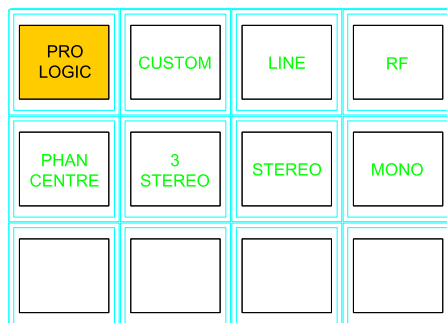 PRO
LOGIC
CUSTOM
LINE
RF
PHAN
CENTRE
3
STEREO
STEREO
MONO